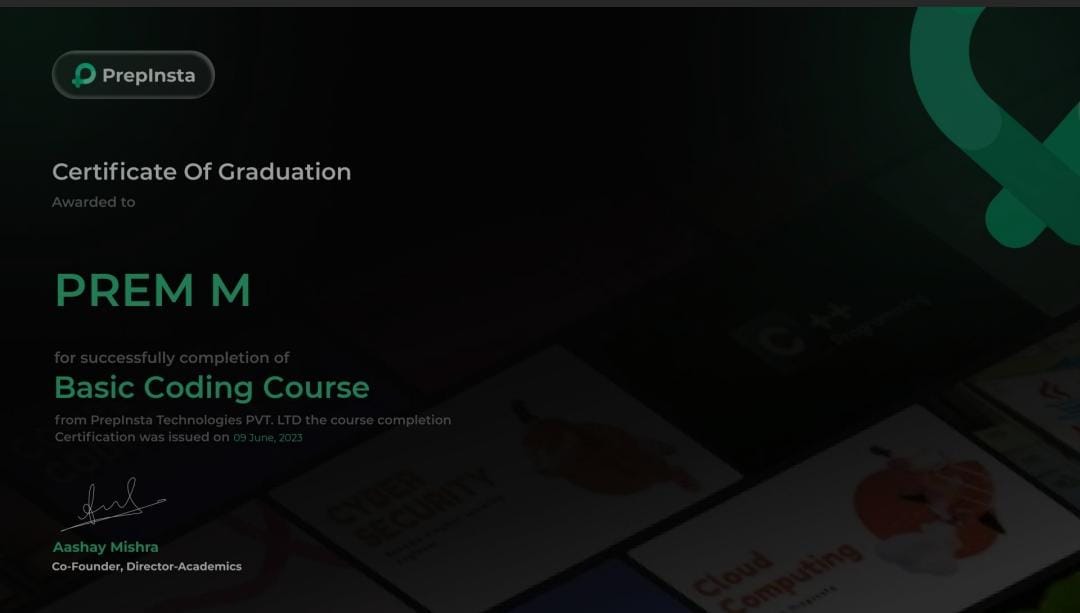 PrepInsta
Certificate Of Graduation
Awarded to
PREM M
for successfully completion of
Basic Coding Course
from PrepInsta Technologies PVT. LTD the course completion
Certification was issued on 09 June, 2023
Aashay Mishra
Co-Founder, Director-Academics
C ++
Programming
CYBER
SECURITY
Cloud
Computing